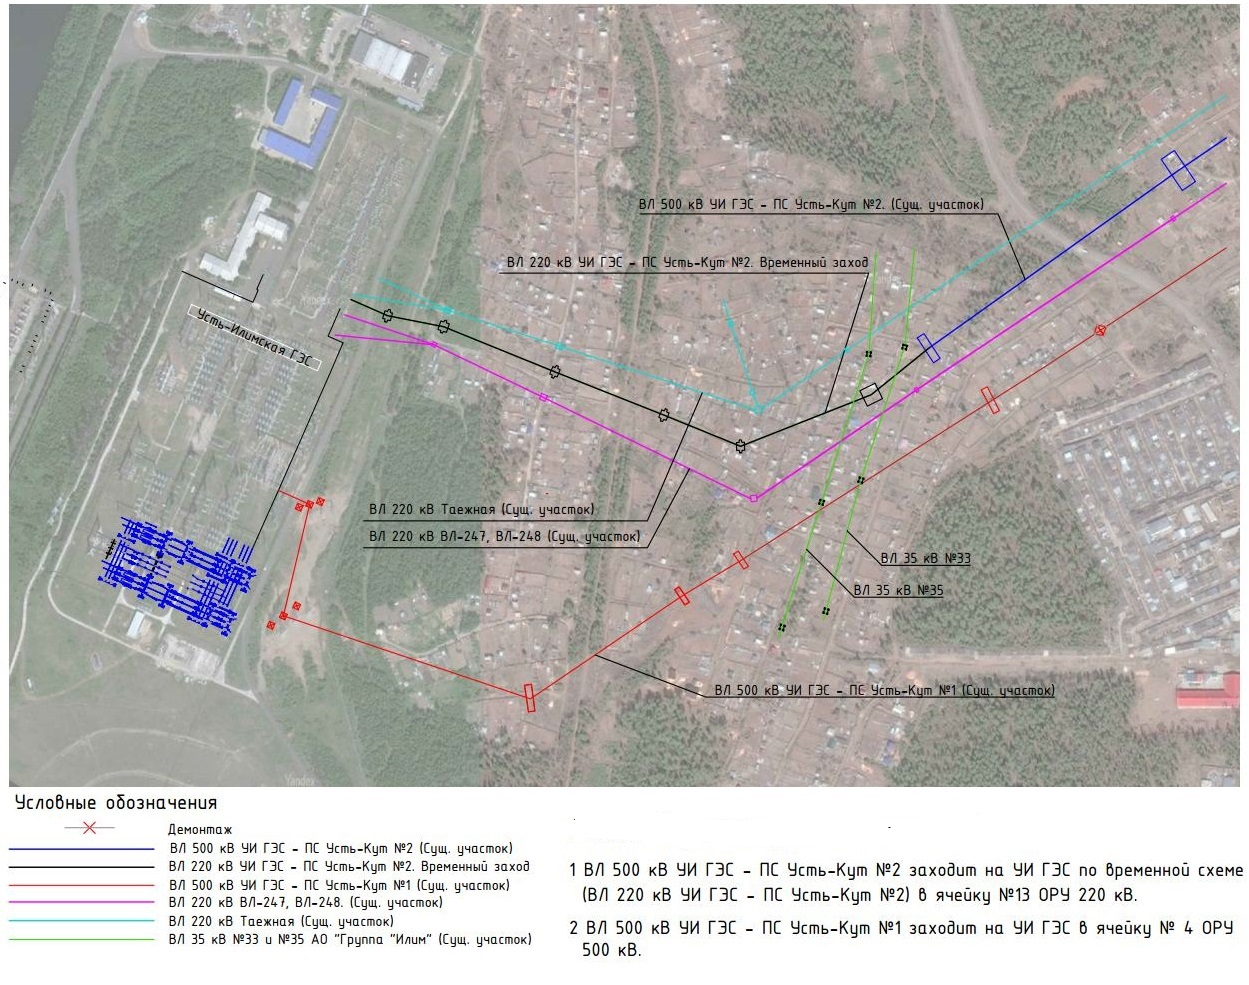 ВЛ 500 кВ УИ ГЭС - ПС Усть-Кут №2. (Сущ. участок)
ВЛ 220 кВ УИ ГЭС - ПС Усть-Кут №2. Временный заход
Усть-Илимская ГЭС
ВЛ 220 кВ Таежная (Сущ. участок)
ВЛ 220 кВ ВЛ-247, ВЛ-248 (Сущ. участок)
ВЛ 35 кВ №33
ВЛ 35 кВ №35
ВЛ 500 кВ УИ ГЭС - ПС Усть-Кут №1 (Сущ. участок)
Yandex
Условные обозначения
Демонтаж
ВЛ 500 кВ УИ ГЭС - ПС Усть-Кут №2 (Сущ. участок)
ВЛ 220 кВ УИ ГЭС - ПС Усть-Кут №2. Временный заход
ВЛ 500 кВ УИ ГЭС - ПС Усть-Кут №1 (Сущ. участок)
ВЛ 220 кВ ВЛ-247, ВЛ-248. (Сущ. участок)
ВЛ 220 кВ Таежная (Сущ. участок)
ВЛ 35 кВ №33 и №35 АО "Группа "Илим" (Сущ. участок)
1 ВЛ 500 кВ УИ ГЭС - ПС Усть-Кут №2 заходит на УИ ГЭС по временной схеме
(ВЛ 220 кВ УИ ГЭС - ПС Усть-Кут №2) в ячейку №13 ОРУ 220 кВ.
2 ВЛ 500 кВ УИ ГЭС - ПС Усть-Кут №1 заходит на УИ ГЭС в ячейку № 4 ОРУ
500 кВ.